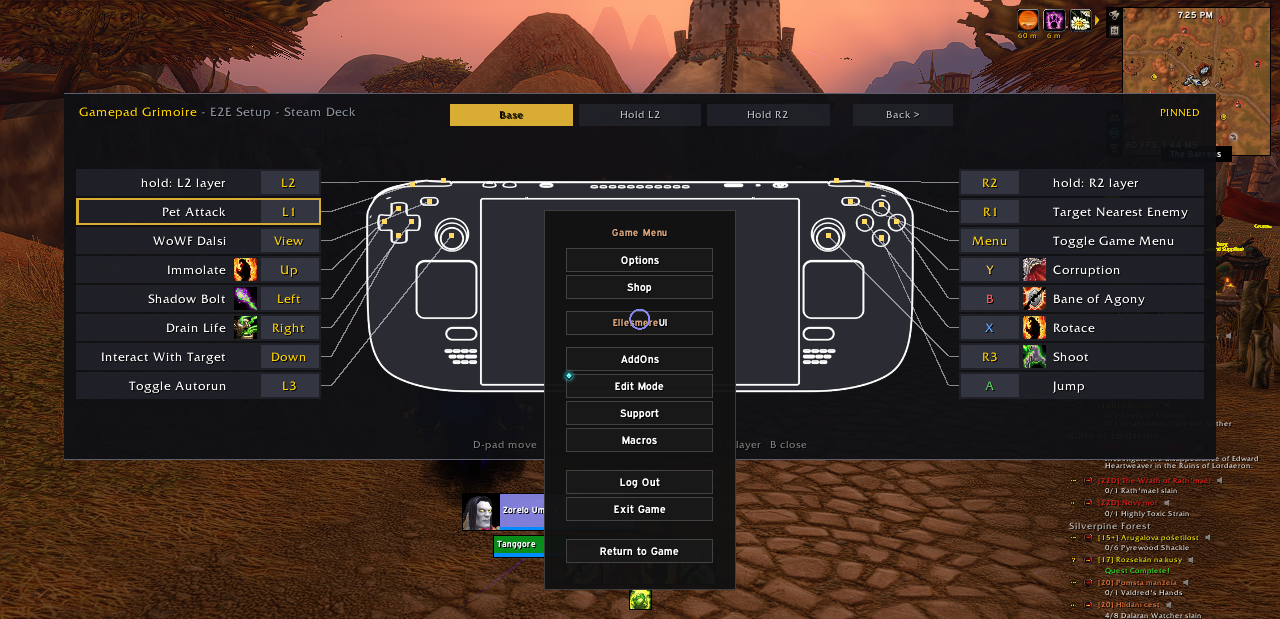 7:25 PM
60 m
6 m
Gamepad Grimoire - E2E Setup - Steam Deck
Base
Hold L2
Hold R2
Back >
PINNED
The Barrens
hold: L2 layer
L2
Pet Attack
L1
WoWF Dalsi
View
Immolate
Up
Shadow Bolt
Left
Drain Life
Right
Interact With Target
Down
Toggle Autorun
L3
R2
hold: R2 layer
R1
Target Nearest Enemy
Menu
Toggle Game Menu
Y
Corruption
B
Bane of Agony
X
Rotace
R3
Shoot
A
Jump
Game Menu
Options
Shop
EllesmereUI
AddOns
Edit Mode
Support
Macros
Log Out
Exit Game
Return to Game
D-pad move
layer B close
Zorelo Um
Tanggore
of Edward
Heartweaver in the Ruins of Lordaeron.
0/1 Rath'mael slain
0/1 Highly Toxic Strain
Silverpine Forest
[15+] Arugalova pošetilost
0/6 Pyrewood Shackle
[17] Rozsekán na kusy
Quest Complete!
[20] Pomsta manžela
0/1 Valdred's Hands
[20] Hlídání cest
4/8 Dalaran Watcher slain